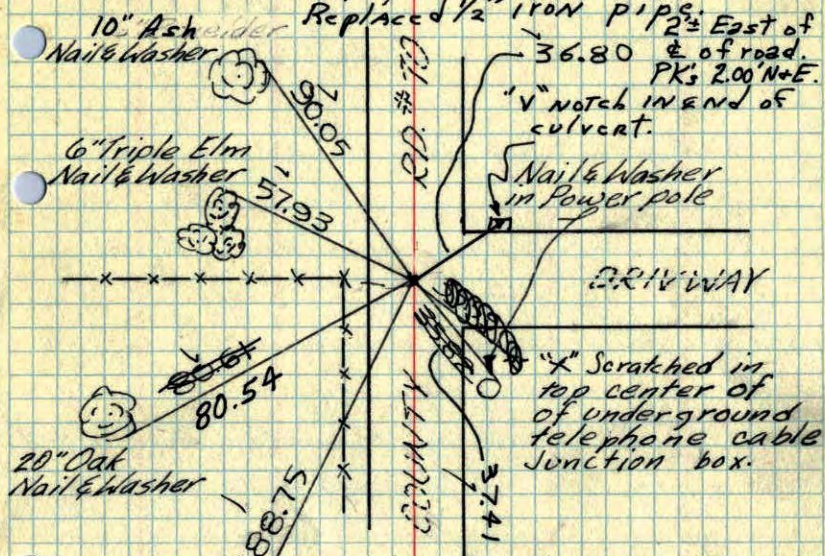 Replaced 1/2" iron pipe.
10" Ash
Nail & Washer
90.05
6" Triple Elm
Nail & Washer
57.93
36.80
2'± East of
℄ of road.
PK's 2.00' N & E.
"V" NOTCH IN END OF
culvert.
Nail & Washer
in Power pole
DRIVWAY
35.82
80.61
80.54
20" Oak
Nail & Washer
88.75
37.41
"X" Scratched in
top center of
of underground
telephone cable
Junction box.